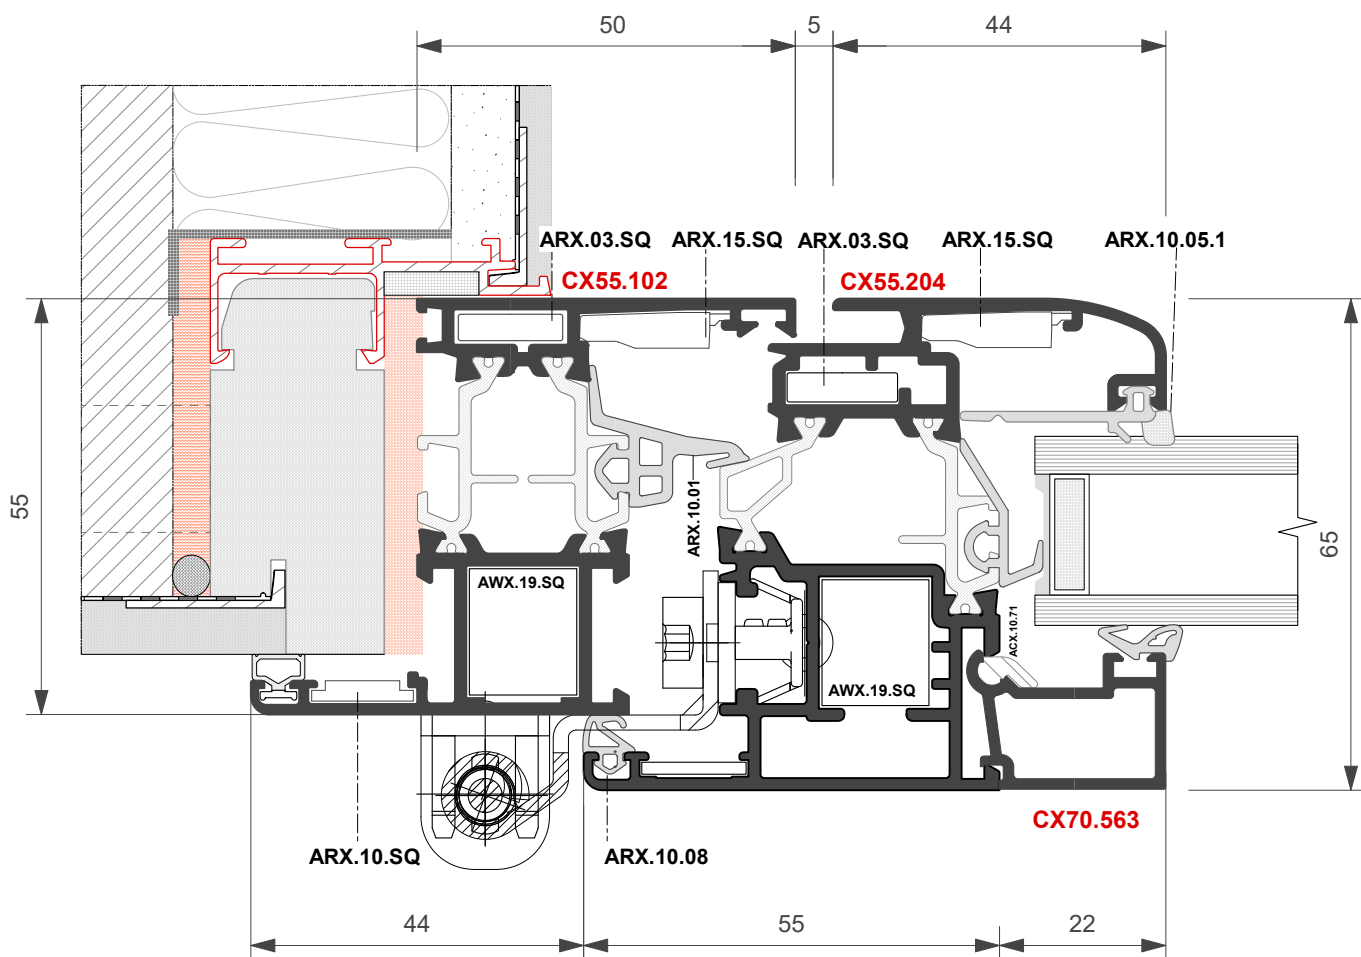 50 5 44
ARX.03.SQ ARX.15.SQ ARX.03.SQ ARX.15.SQ ARX.10.05.1
CX55.102 CX55.204
55
65
ARX.10.01
AWX.19.SQ
ACX.10.71
AWX.19.SQ
CX70.563
ARX.10.SQ ARX.10.08
44 55 22